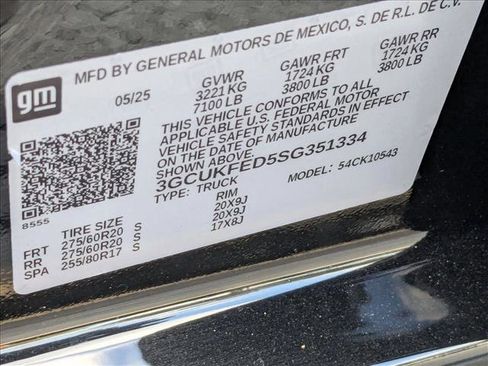 gm
MFD BY GENERAL MOTORS DE MEXICO, S. DE R.L. DE C.V.
05/25 GVWR GAWR FRT GAWR RR
3221 KG 1724 KG 1724 KG
7100 LB 3800 LB 3800 LB
THIS VEHICLE CONFORMS TO ALL
APPLICABLE U.S. FEDERAL MOTOR
VEHICLE SAFETY STANDARDS IN EFFECT
ON THE DATE OF MANUFACTURE
SHOWN ABOVE.
3GCUKFED5SG351334
TYPE: TRUCK MODEL: 54CK10543
8555
TIRE SIZE RIM
FRT 275/60R20 S 20X9J
RR 275/60R20 S 20X9J
SPA 255/80R17 S 17X8J